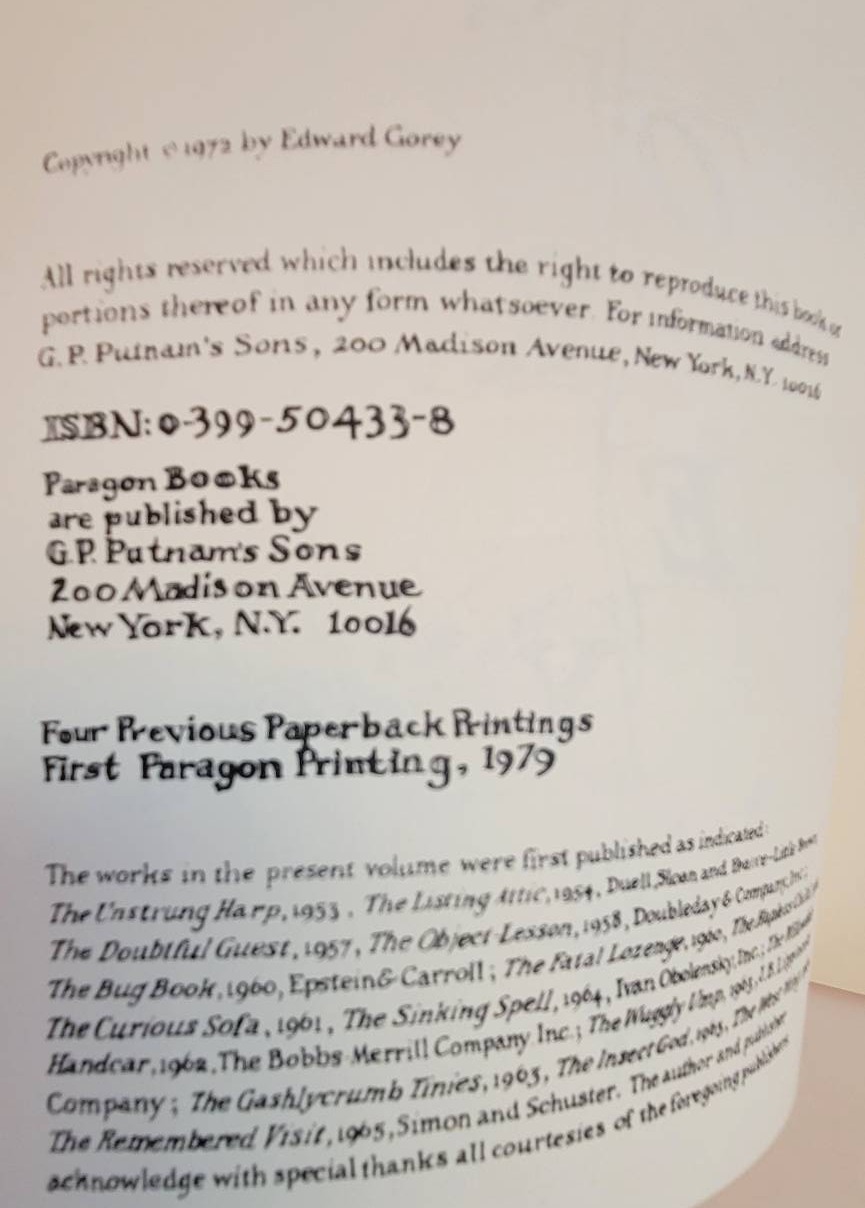 Copyright © 1972 by Edward Gorey
All rights reserved which includes the right to reproduce this book or
portions thereof in any form whatsoever. For information address
G.P. Putnam's Sons, 200 Madison Avenue, New York, N.Y. 10016
ISBN: 0-399-50433-8
Paragon Books
are published by
G.P. Putnam's Sons
200 Madison Avenue
New York, N.Y. 10016
Four Previous Paperback Printings
First Paragon Printing, 1979
The works in the present volume were first published as indicated:
The Unstrung Harp, 1953, The Listing Attic, 1954, Duell, Sloan and
The Doubtful Guest, 1957, The Object-Lesson, 1958, Doubleday & Company, Inc.;
The Bug Book, 1960, Epstein & Carroll; The Fatal Lozenge, 1960, The Hapless Child,
The Curious Sofa, 1961, The Sinking Spell, 1964, Ivan Obolensky, Inc.; The Willowdale
Handcar, 1962, The Bobbs-Merrill Company Inc.; The Wuggly Ump, 1963, J.B. Lippincott
Company; The Gashlycrumb Tinies, 1963, The Insect God, 1963, The West Wing,
The Remembered Visit, 1965, Simon and Schuster. The author and publisher
acknowledge with special thanks all courtesies of the foregoing publishers